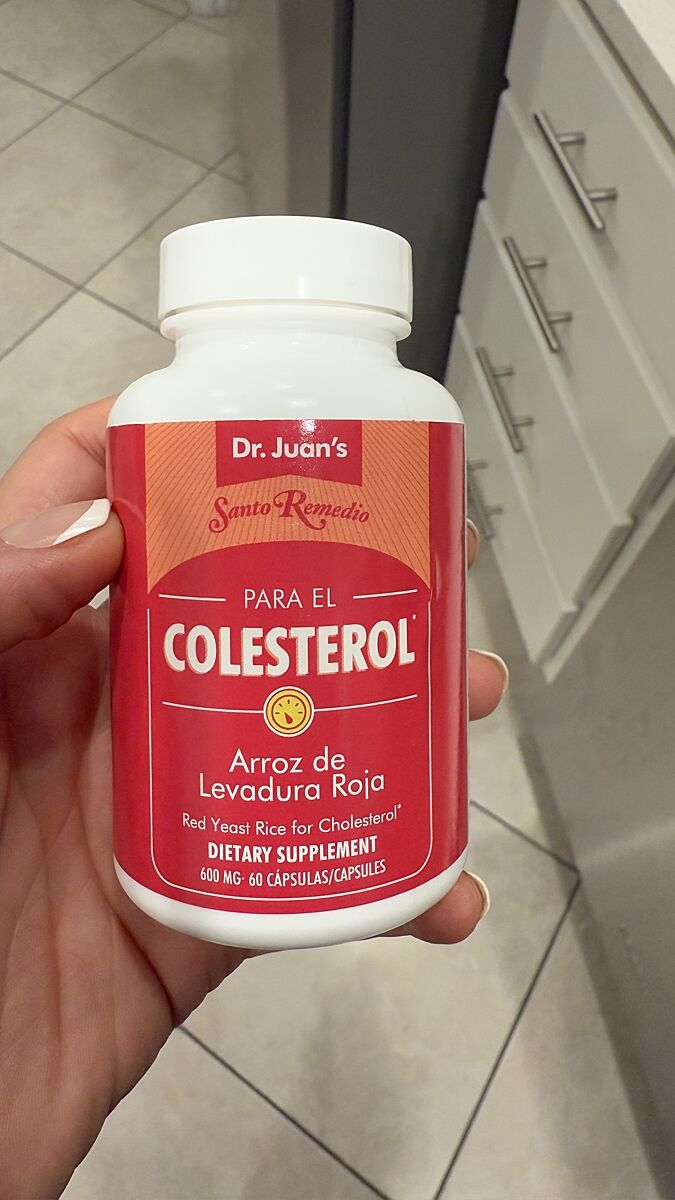 Dr. Juan's
Santo Remedio
PARA EL
COLESTEROL*
Arroz de
Levadura Roja
Red Yeast Rice for Cholesterol*
DIETARY SUPPLEMENT
600 MG· 60 CÁPSULAS/CAPSULES